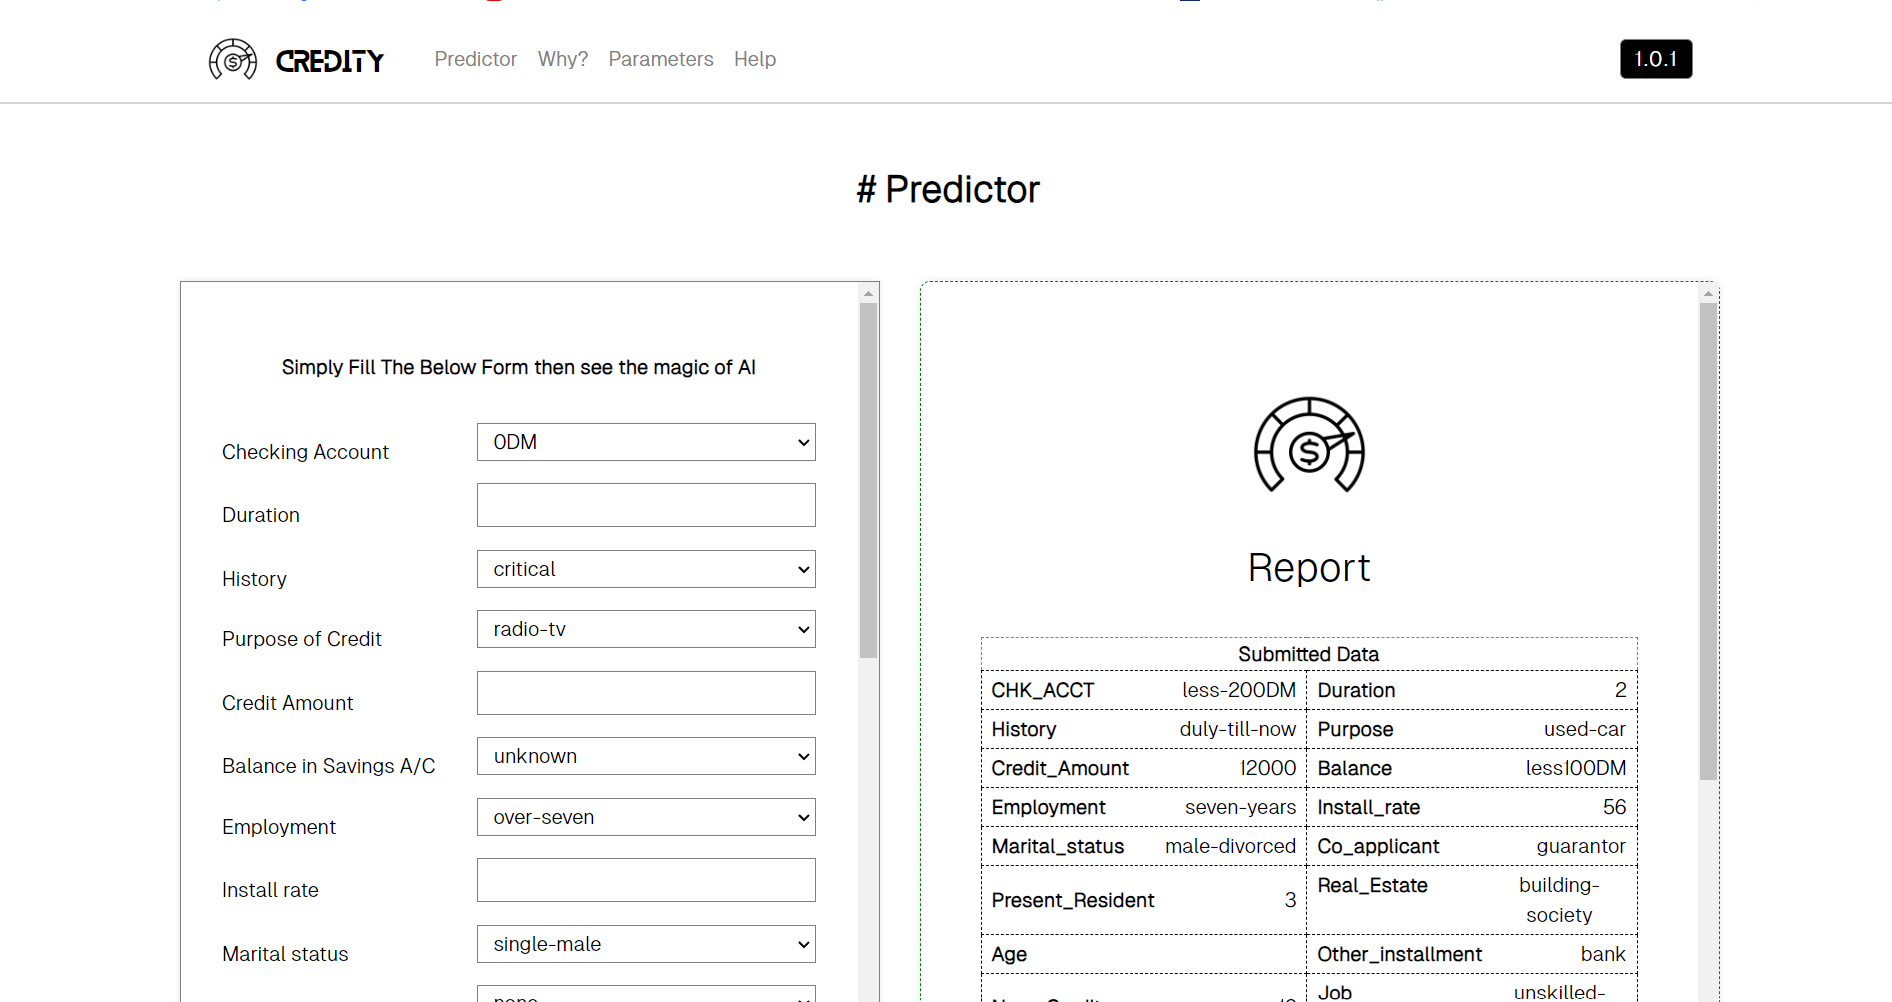 CREDITY Predictor Why? Parameters Help 1.0.1
# Predictor
Simply Fill The Below Form then see the magic of AI
Checking Account 0DM
Duration
History critical
Purpose of Credit radio-tv
Credit Amount
Balance in Savings A/C unknown
Employment over-seven
Install rate
Marital status single-male
$
Report
Submitted Data
CHK_ACCT less-200DM Duration 2
History duly-till-now Purpose used-car
Credit_Amount 12000 Balance less100DM
Employment seven-years Install_rate 56
Marital_status male-divorced Co_applicant guarantor
Present_Resident 3 Real_Estate building-
society
Age Other_installment bank
Job unskilled-